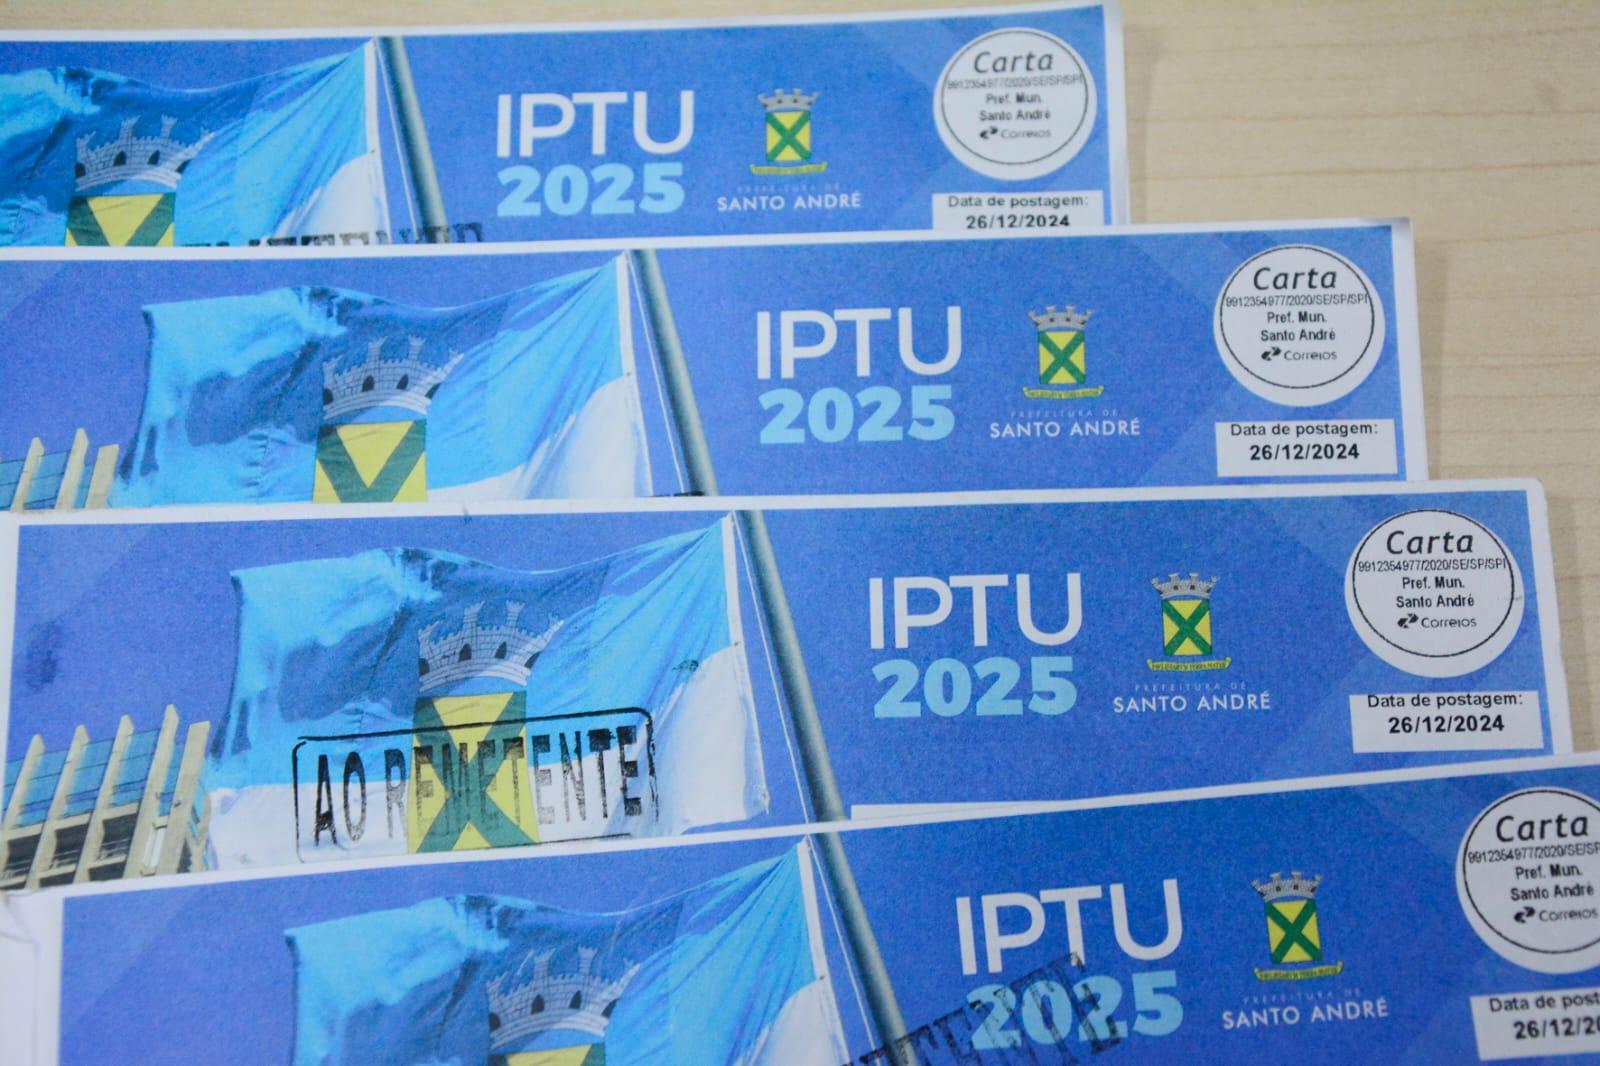 IPTU
2025
PREFEITURA DE
SANTO ANDRÉ
Carta
9912354977/2020/SE/SP/SPI
Pref. Mun.
Santo André
Correios
Data de postagem:
26/12/2024
IPTU
2025
PREFEITURA DE
SANTO ANDRÉ
Carta
9912354977/2020/SE/SP/SPI
Pref. Mun.
Santo André
Correios
Data de postagem:
26/12/2024
IPTU
2025
PREFEITURA DE
SANTO ANDRÉ
Carta
9912354977/2020/SE/SP/SPI
Pref. Mun.
Santo André
Correios
Data de postagem:
26/12/2024
AO REMETENTE
IPTU
2025
PREFEITURA DE
SANTO ANDRÉ
Carta
9912354977/2020/SE/SP
Pref. Mun.
Santo André
Correios
Data de post
26/12/20